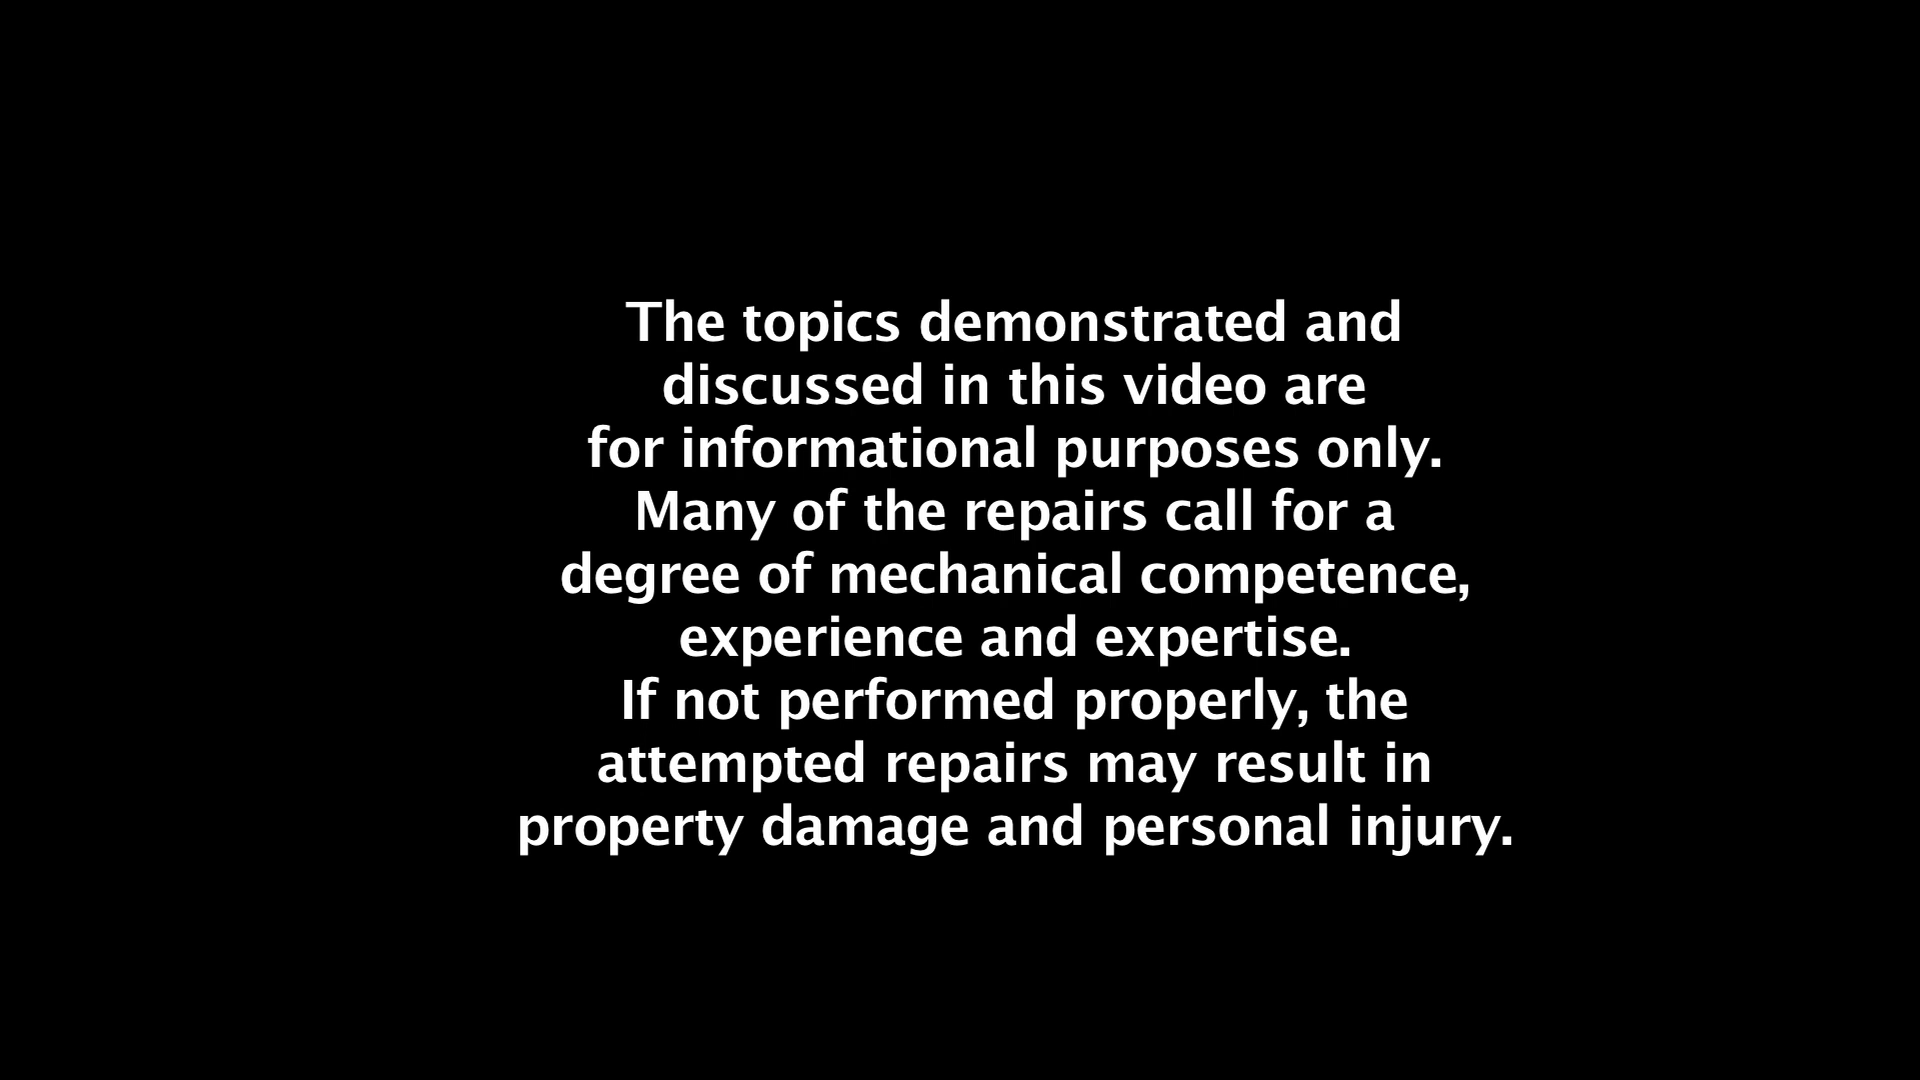 The topics demonstrated and
discussed in this video are
for informational purposes only.
Many of the repairs call for a
degree of mechanical competence,
experience and expertise.
If not performed properly, the
attempted repairs may result in
property damage and personal injury.